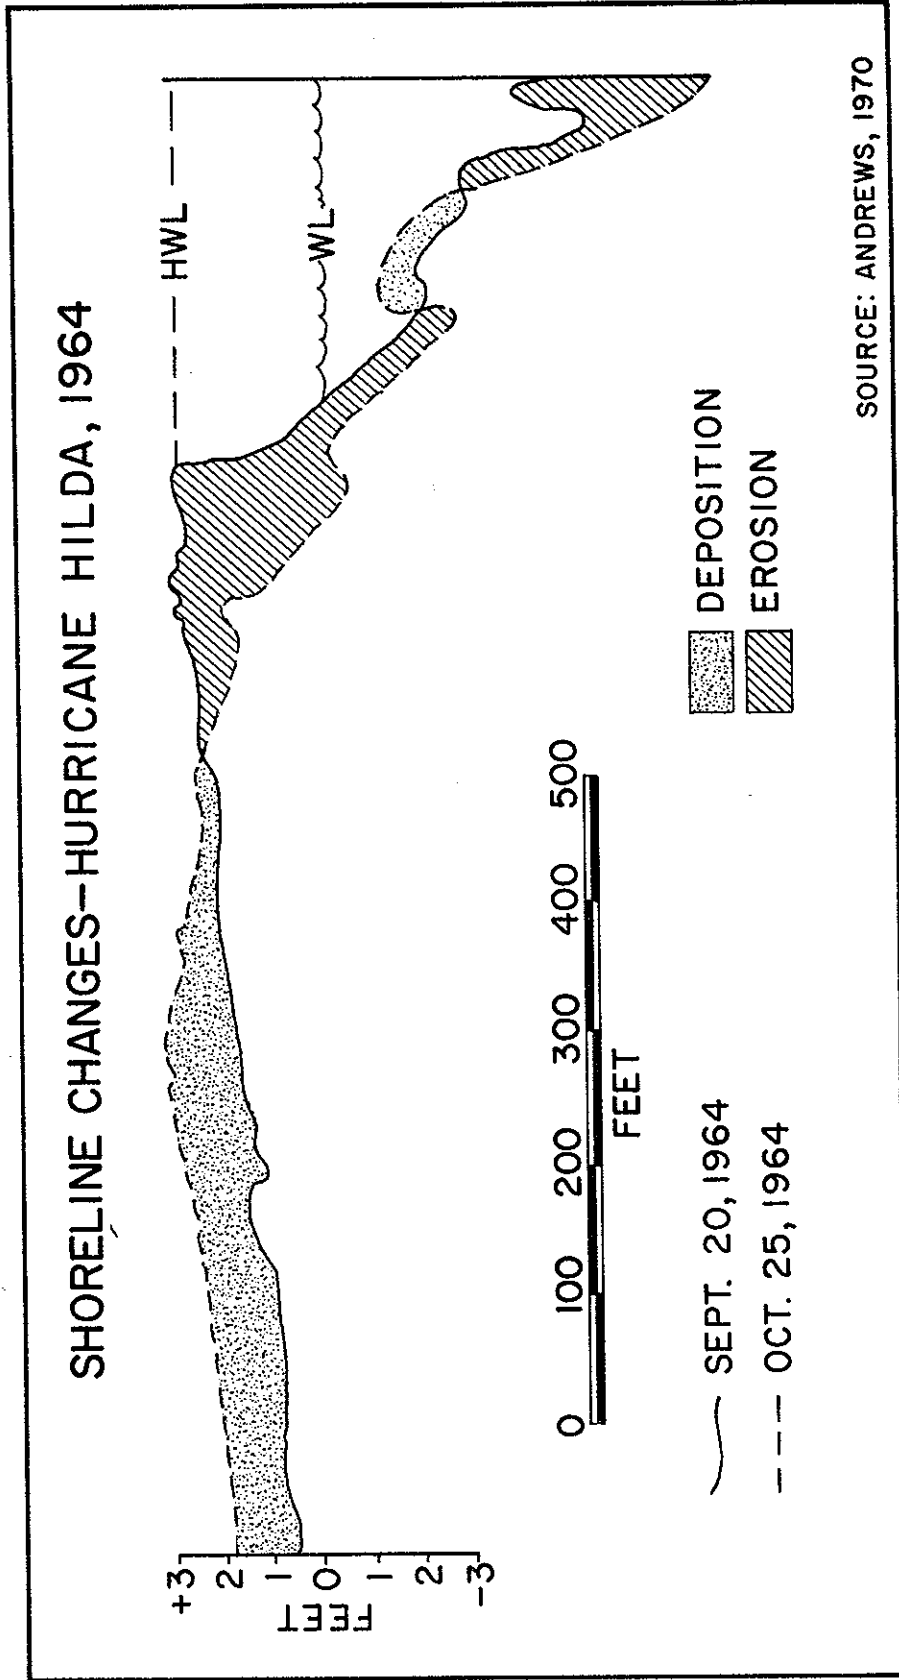 SHORELINE CHANGES-HURRICANE HILDA, 1964
HWL
WL
+3
2
1
0
1
2
-3
FEET
0 100 200 300 400 500
FEET
SEPT. 20, 1964
OCT. 25, 1964
DEPOSITION
EROSION
SOURCE: ANDREWS, 1970